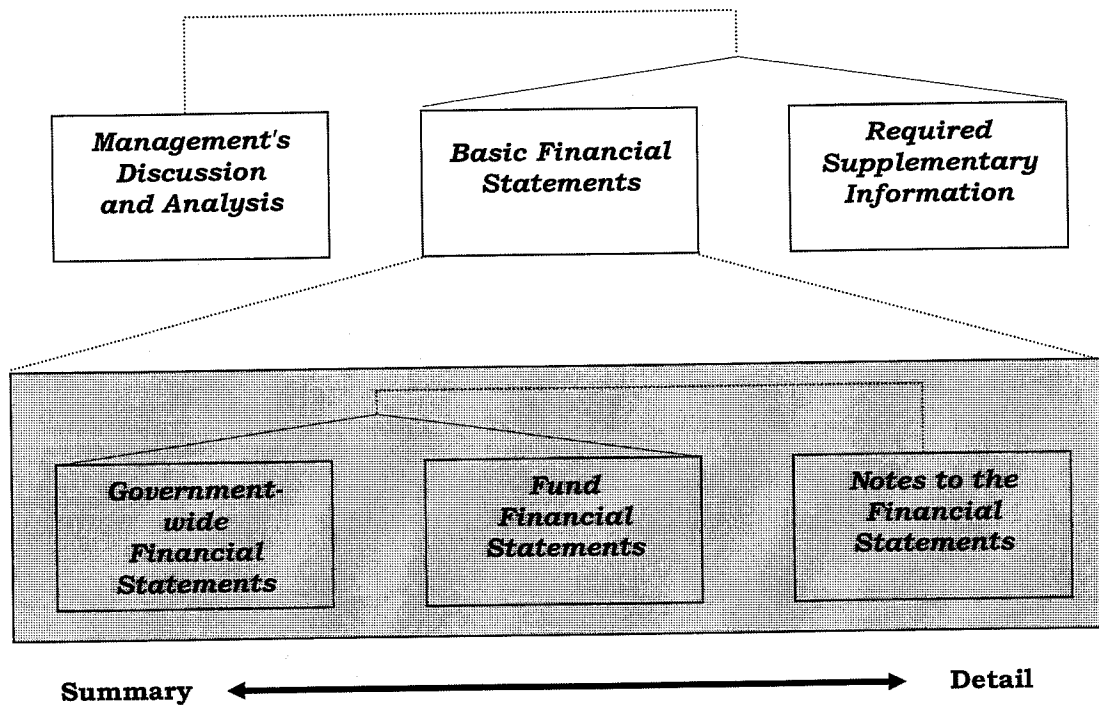 Management's
Discussion
and Analysis
Basic Financial
Statements
Required
Supplementary
Information
Government-
wide
Financial
Statements
Fund
Financial
Statements
Notes to the
Financial
Statements
Summary
Detail